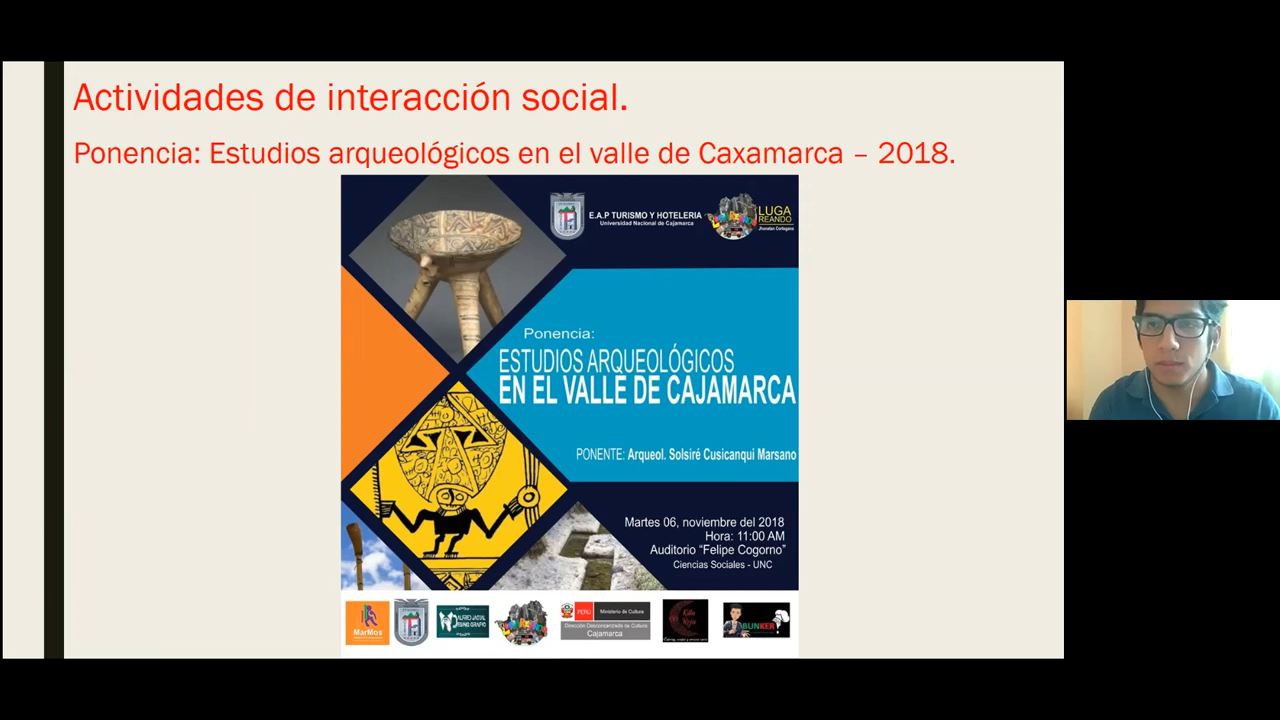 Actividades de interacción social.
Ponencia: Estudios arqueológicos en el valle de Caxamarca – 2018.
E.A.P TURISMO Y HOTELERIA
Universidad Nacional de Cajamarca
LUGA
REANDO
Jhonatan Cortegana
Ponencia:
ESTUDIOS ARQUEOLÓGICOS
EN EL VALLE DE CAJAMARCA
PONENTE: Arqueol. Solsiré Cusicanqui Marsano
Martes 06, noviembre del 2018
Hora: 11:00 AM
Auditorio "Felipe Cogorno"
Ciencias Sociales - UNC
MarMos
PERÚ Ministerio de Cultura
Dirección Desconcentrada de Cultura
Cajamarca
BUNKER